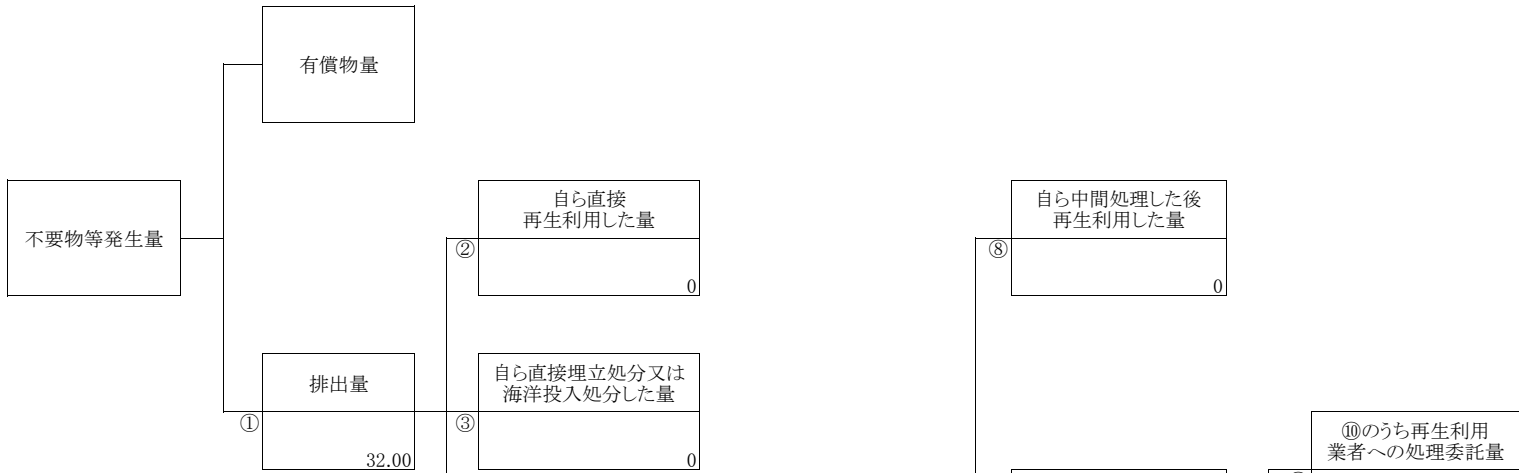 有償物量
不要物等発生量
自ら直接
再生利用した量
②
0
自ら中間処理した後
再生利用した量
⑧
0
排出量
①
32.00
自ら直接埋立処分又は
海洋投入処分した量
③
0
⑩のうち再生利用
業者への処理委託量